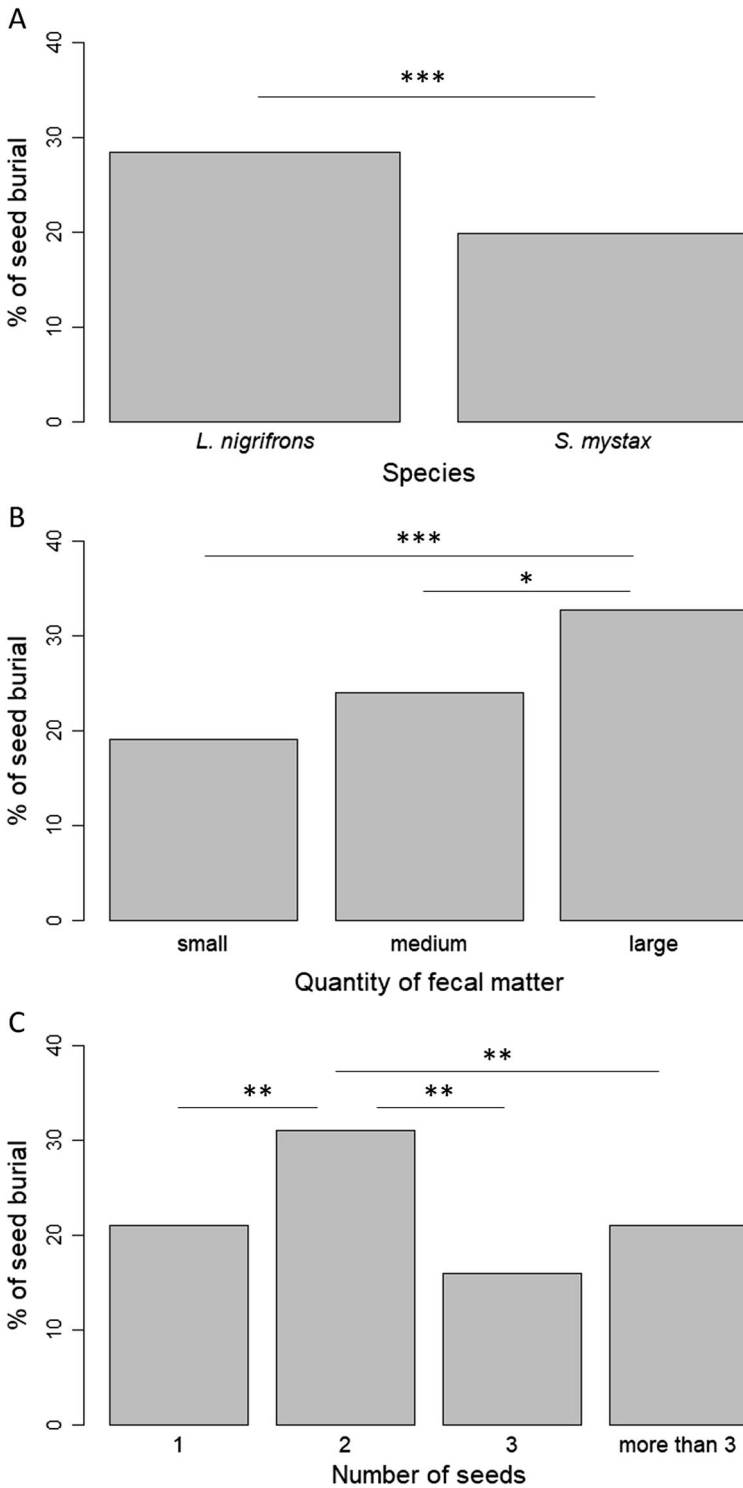 A
40
30
20
10
0
% of seed burial
***
L. nigrifrons
S. mystax
Species
B
40
30
20
10
0
% of seed burial
***
*
small
medium
large
Quantity of fecal matter
C
40
30
20
10
0
% of seed burial
**
**
**
1
2
3
more than 3
Number of seeds